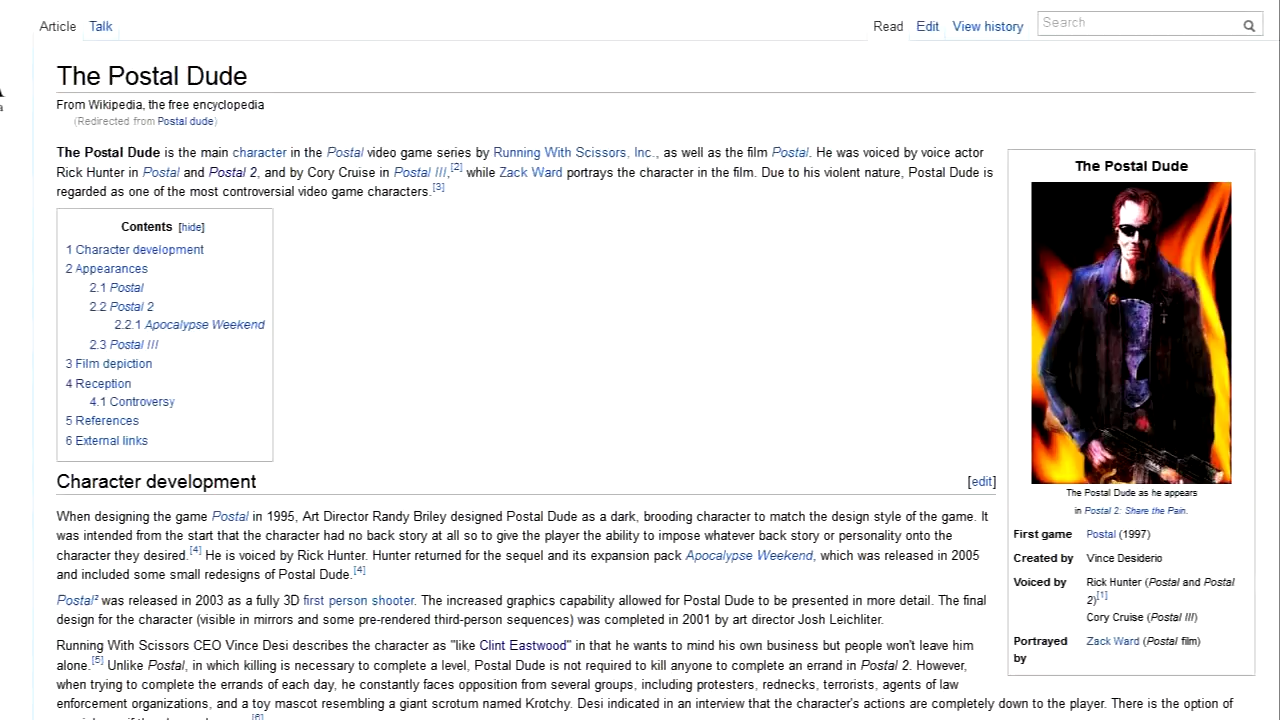 Article Talk Read Edit View history Search
The Postal Dude
From Wikipedia, the free encyclopedia
(Redirected from Postal dude)
The Postal Dude is the main character in the Postal video game series by Running With Scissors, Inc., as well as the film Postal. He was voiced by voice actor
Rick Hunter in Postal and Postal 2, and by Cory Cruise in Postal III,[2] while Zack Ward portrays the character in the film. Due to his violent nature, Postal Dude is
regarded as one of the most controversial video game characters.[3]
Contents [hide]
1 Character development
2 Appearances
2.1 Postal
2.2 Postal 2
2.2.1 Apocalypse Weekend
2.3 Postal III
3 Film depiction
4 Reception
4.1 Controversy
5 References
6 External links
The Postal Dude
The Postal Dude as he appears
in Postal 2: Share the Pain.
First game Postal (1997)
Created by Vince Desiderio
Voiced by Rick Hunter (Postal and Postal
2)[1]
Cory Cruise (Postal III)
Portrayed Zack Ward (Postal film)
by
Character development [edit]
When designing the game Postal in 1995, Art Director Randy Briley designed Postal Dude as a dark, brooding character to match the design style of the game. It
was intended from the start that the character had no back story at all so to give the player the ability to impose whatever back story or personality onto the
character they desired.[4] He is voiced by Rick Hunter. Hunter returned for the sequel and its expansion pack Apocalypse Weekend, which was released in 2005
and included some small redesigns of Postal Dude.[4]
Postal² was released in 2003 as a fully 3D first person shooter. The increased graphics capability allowed for Postal Dude to be presented in more detail. The final
design for the character (visible in mirrors and some pre-rendered third-person sequences) was completed in 2001 by art director Josh Leichliter.
Running With Scissors CEO Vince Desi describes the character as "like Clint Eastwood" in that he wants to mind his own business but people won't leave him
alone.[5] Unlike Postal, in which killing is necessary to complete a level, Postal Dude is not required to kill anyone to complete an errand in Postal 2. However,
when trying to complete the errands of each day, he constantly faces opposition from several groups, including protesters, rednecks, terrorists, agents of law
enforcement organizations, and a toy mascot resembling a giant scrotum named Krotchy. Desi indicated in an interview that the character's actions are completely down to the player. There is the option of
[6]